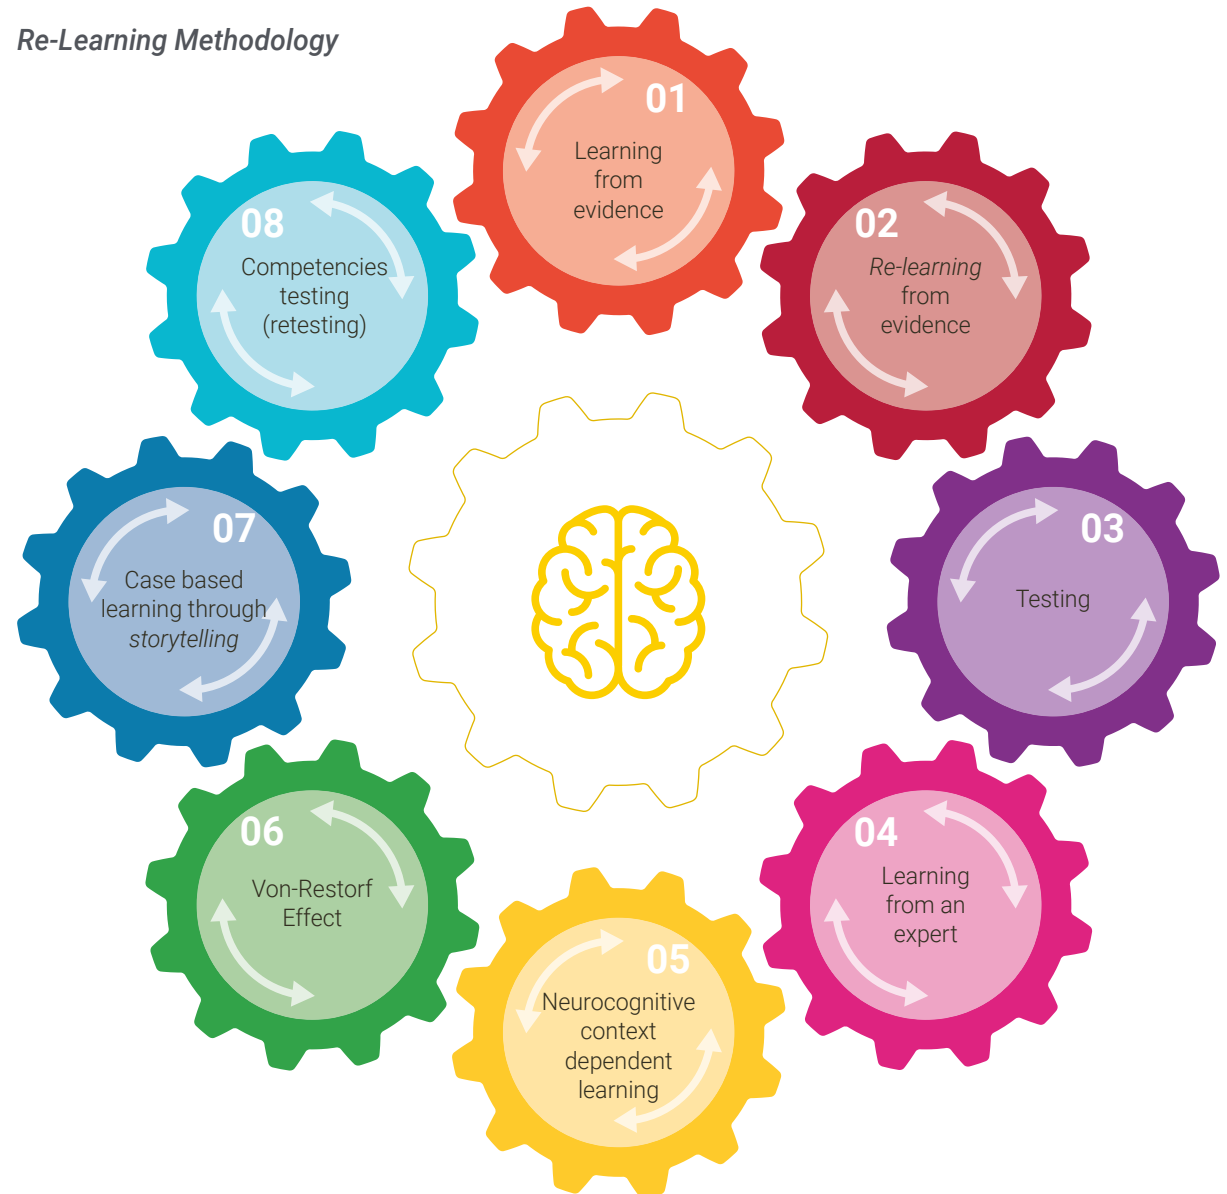 Re-Learning Methodology
01
Learning
from
evidence
02
Re-learning
from
evidence
03
Testing
04
Learning
from an
expert
05
Neurocognitive
context
dependent
learning
06
Von-Restorf
Effect
07
Case based
learning through
storytelling
08
Competencies
testing
(retesting)